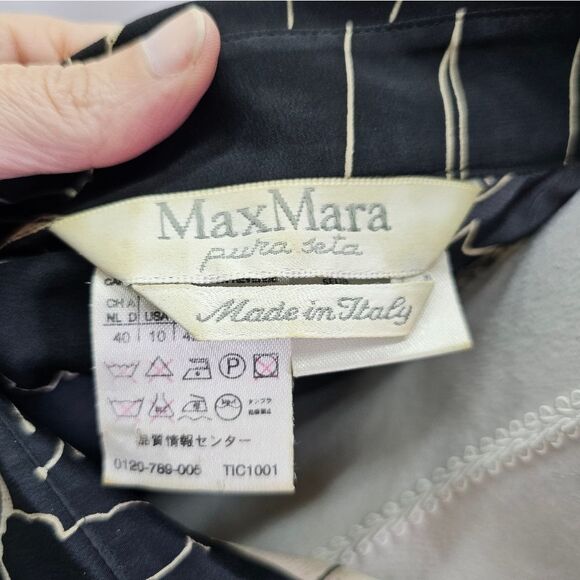 MaxMara
pura seta
Made in Italy
CH A
NL D USA
40 10
P
品質情報センター
0120-789-005 TIC1001